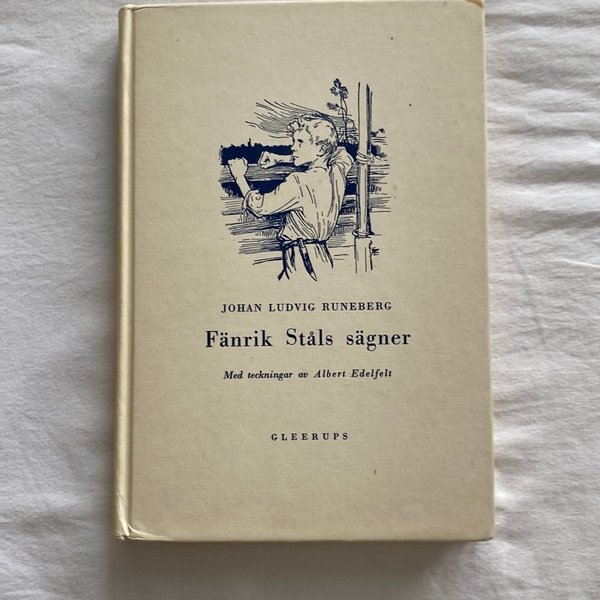 JOHAN LUDVIG RUNEBERG
Fänrik Ståls sägner
Med teckningar av Albert Edelfelt
GLEERUPS